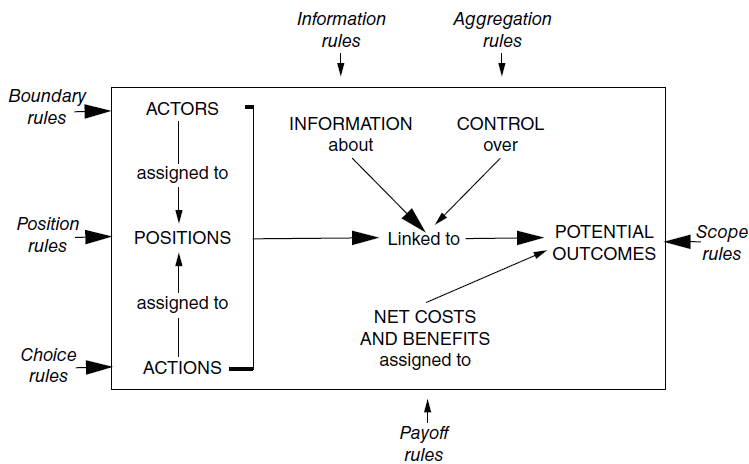 Information
rules
Aggregation
rules
Boundary
rules
ACTORS
INFORMATION
about
CONTROL
over
assigned to
Position
rules
POSITIONS
Linked to
POTENTIAL
OUTCOMES
Scope
rules
assigned to
NET COSTS
AND BENEFITS
assigned to
Choice
rules
ACTIONS
Payoff
rules